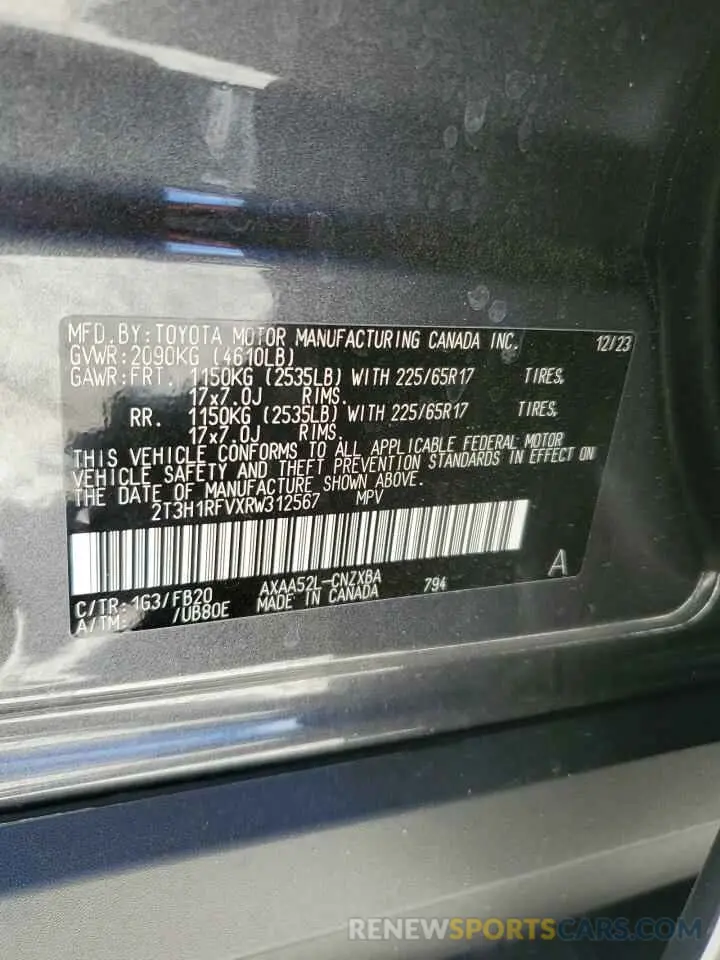 MFD. BY: TOYOTA MOTOR MANUFACTURING CANADA INC. 12/23
GVWR: 2090KG (4610LB)
GAWR: FRT. 1150KG (2535LB) WITH 225/65R17 TIRES,
17x7.0J RIMS.
RR. 1150KG (2535LB) WITH 225/65R17 TIRES,
17x7.0J RIMS.
THIS VEHICLE CONFORMS TO ALL APPLICABLE FEDERAL MOTOR
VEHICLE SAFETY AND THEFT PREVENTION STANDARDS IN EFFECT ON
THE DATE OF MANUFACTURE SHOWN ABOVE.
2T3H1RFVXRW312567 MPV
A
C/TR: 1G3/FB20 AXAA52L-CNZXBA 794
A/TM: /UB80E MADE IN CANADA
RENEWSPORTSCARS.COM